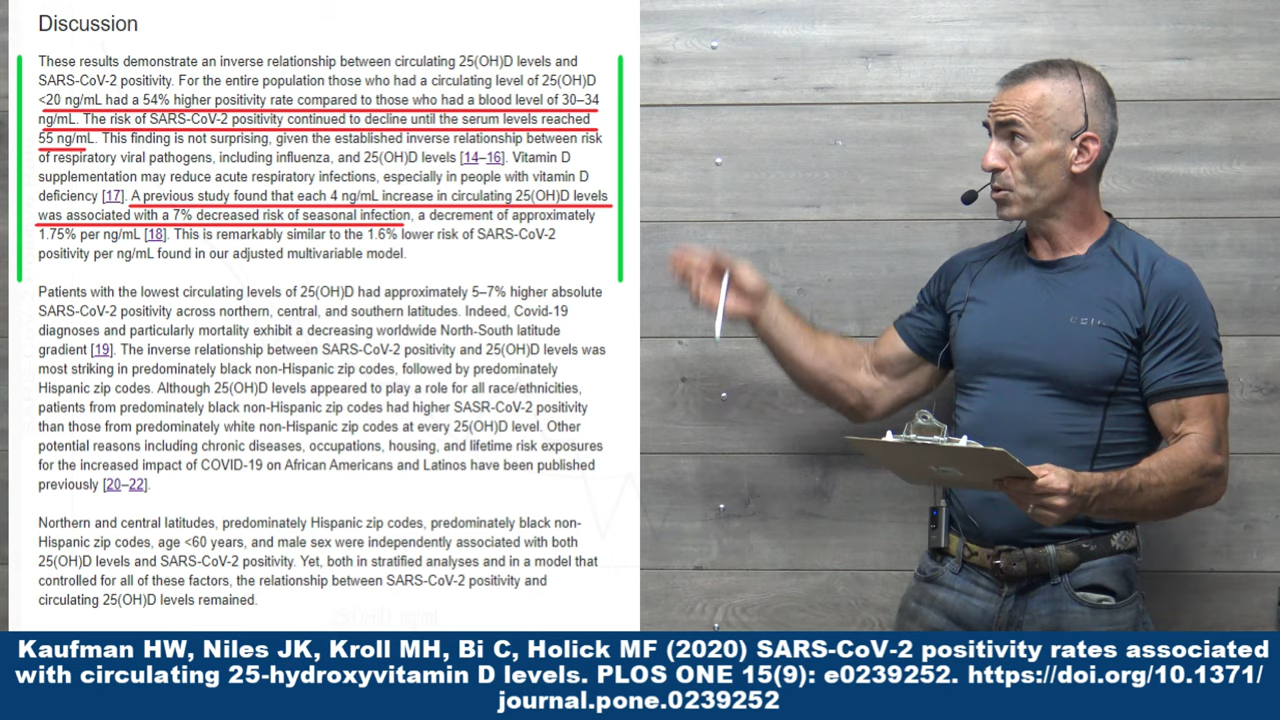 Discussion
These results demonstrate an inverse relationship between circulating 25(OH)D levels and
SARS-CoV-2 positivity. For the entire population those who had a circulating level of 25(OH)D
<20 ng/mL had a 54% higher positivity rate compared to those who had a blood level of 30–34
ng/mL. The risk of SARS-CoV-2 positivity continued to decline until the serum levels reached
55 ng/mL. This finding is not surprising, given the established inverse relationship between risk
of respiratory viral pathogens, including influenza, and 25(OH)D levels [14–16]. Vitamin D
supplementation may reduce acute respiratory infections, especially in people with vitamin D
deficiency [17]. A previous study found that each 4 ng/mL increase in circulating 25(OH)D levels
was associated with a 7% decreased risk of seasonal infection, a decrement of approximately
1.75% per ng/mL [18]. This is remarkably similar to the 1.6% lower risk of SARS-CoV-2
positivity per ng/mL found in our adjusted multivariable model.
Patients with the lowest circulating levels of 25(OH)D had approximately 5–7% higher absolute
SARS-CoV-2 positivity across northern, central, and southern latitudes. Indeed, Covid-19
diagnoses and particularly mortality exhibit a decreasing worldwide North-South latitude
gradient [19]. The inverse relationship between SARS-CoV-2 positivity and 25(OH)D levels was
most striking in predominately black non-Hispanic zip codes, followed by predominately
Hispanic zip codes. Although 25(OH)D levels appeared to play a role for all race/ethnicities,
patients from predominately black non-Hispanic zip codes had higher SASR-CoV-2 positivity
than those from predominately white non-Hispanic zip codes at every 25(OH)D level. Other
potential reasons including chronic diseases, occupations, housing, and lifetime risk exposures
for the increased impact of COVID-19 on African Americans and Latinos have been published
previously [20–22].
Northern and central latitudes, predominately Hispanic zip codes, predominately black non-
Hispanic zip codes, age <60 years, and male sex were independently associated with both
25(OH)D levels and SARS-CoV-2 positivity. Yet, both in stratified analyses and in a model that
controlled for all of these factors, the relationship between SARS-CoV-2 positivity and
circulating 25(OH)D levels remained.
Kaufman HW, Niles JK, Kroll MH, Bi C, Holick MF (2020) SARS-CoV-2 positivity rates associated
with circulating 25-hydroxyvitamin D levels. PLOS ONE 15(9): e0239252. https://doi.org/10.1371/
journal.pone.0239252